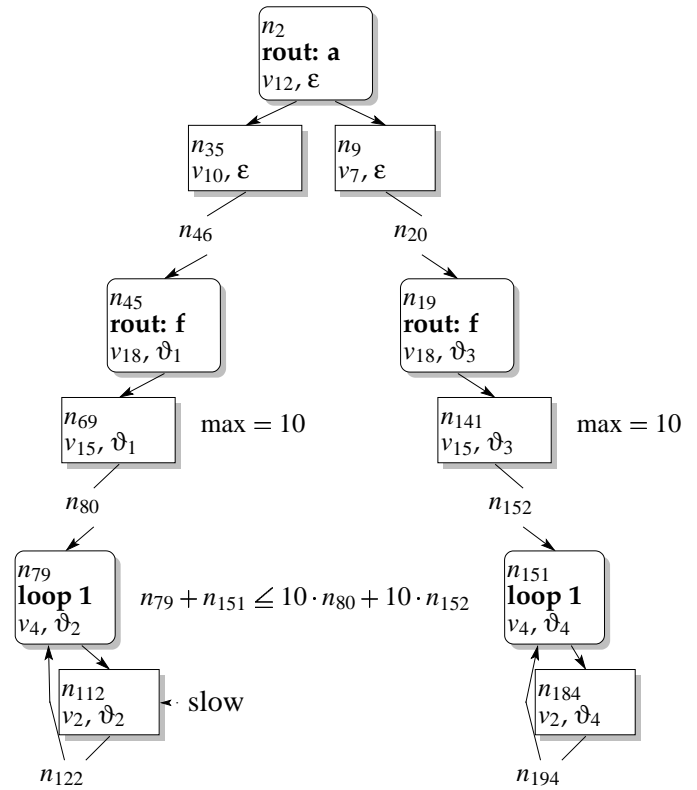 n₂
rout: a
v₁₂, ε
n₃₅
v₁₀, ε
n₉
v₇, ε
n₄₆
n₂₀
n₄₅
rout: f
v₁₈, ϑ₁
n₁₉
rout: f
v₁₈, ϑ₃
n₆₉
v₁₅, ϑ₁
max = 10
n₁₄₁
v₁₅, ϑ₃
max = 10
n₈₀
n₁₅₂
n₇₉
loop 1
v₄, ϑ₂
n₇₉ + n₁₅₁ ≦ 10 · n₈₀ + 10 · n₁₅₂
n₁₅₁
loop 1
v₄, ϑ₄
n₁₁₂
v₂, ϑ₂
slow
n₁₈₄
v₂, ϑ₄
n₁₂₂
n₁₉₄